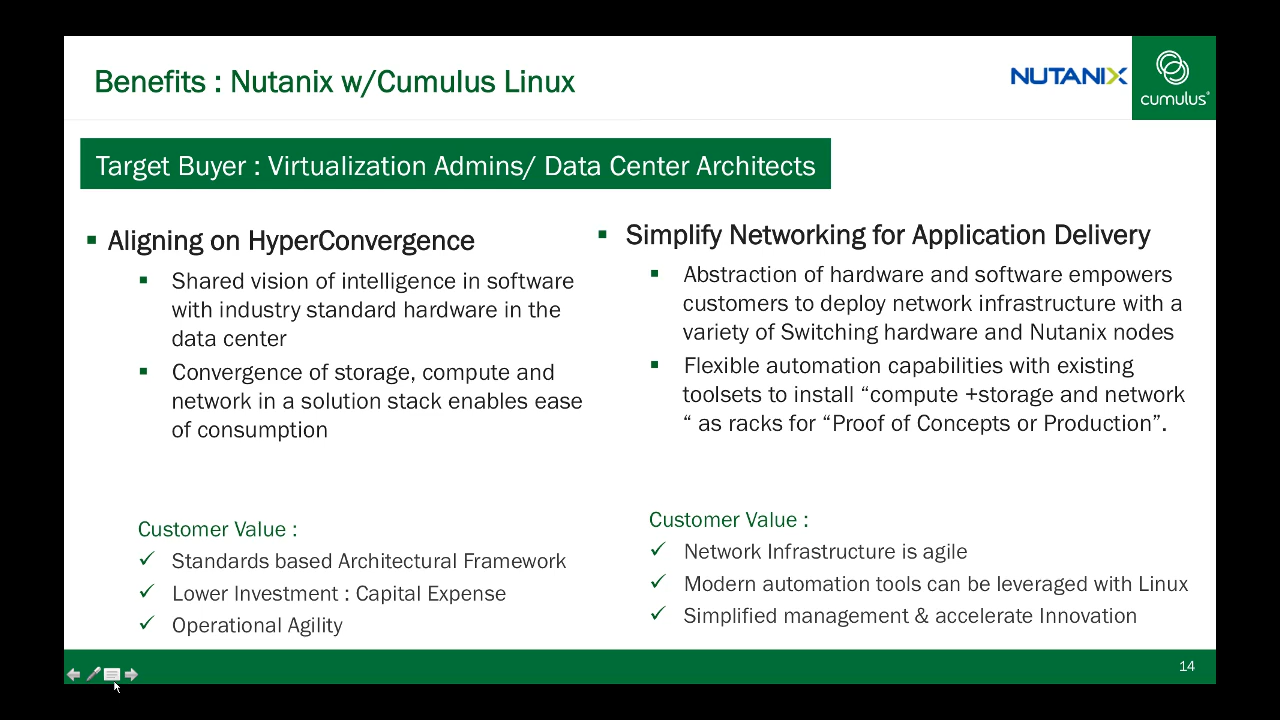 Benefits : Nutanix w/Cumulus Linux
NUTANIX
cumulus®
Target Buyer : Virtualization Admins/ Data Center Architects
▪ Aligning on HyperConvergence
▪ Shared vision of intelligence in software
with industry standard hardware in the
data center
▪ Convergence of storage, compute and
network in a solution stack enables ease
of consumption
Customer Value :
✓ Standards based Architectural Framework
✓ Lower Investment : Capital Expense
✓ Operational Agility
▪ Simplify Networking for Application Delivery
▪ Abstraction of hardware and software empowers
customers to deploy network infrastructure with a
variety of Switching hardware and Nutanix nodes
▪ Flexible automation capabilities with existing
toolsets to install “compute +storage and network
“ as racks for “Proof of Concepts or Production”.
Customer Value :
✓ Network Infrastructure is agile
✓ Modern automation tools can be leveraged with Linux
✓ Simplified management & accelerate Innovation
14